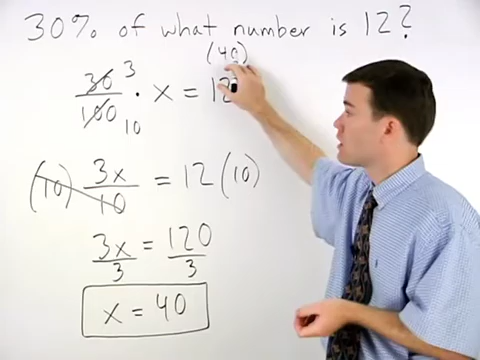 30% of what number is 12?
(40)
30/100 3/10 · x = 12
(10) 3x/10 = 12(10)
3x/3 = 120/3
x = 40